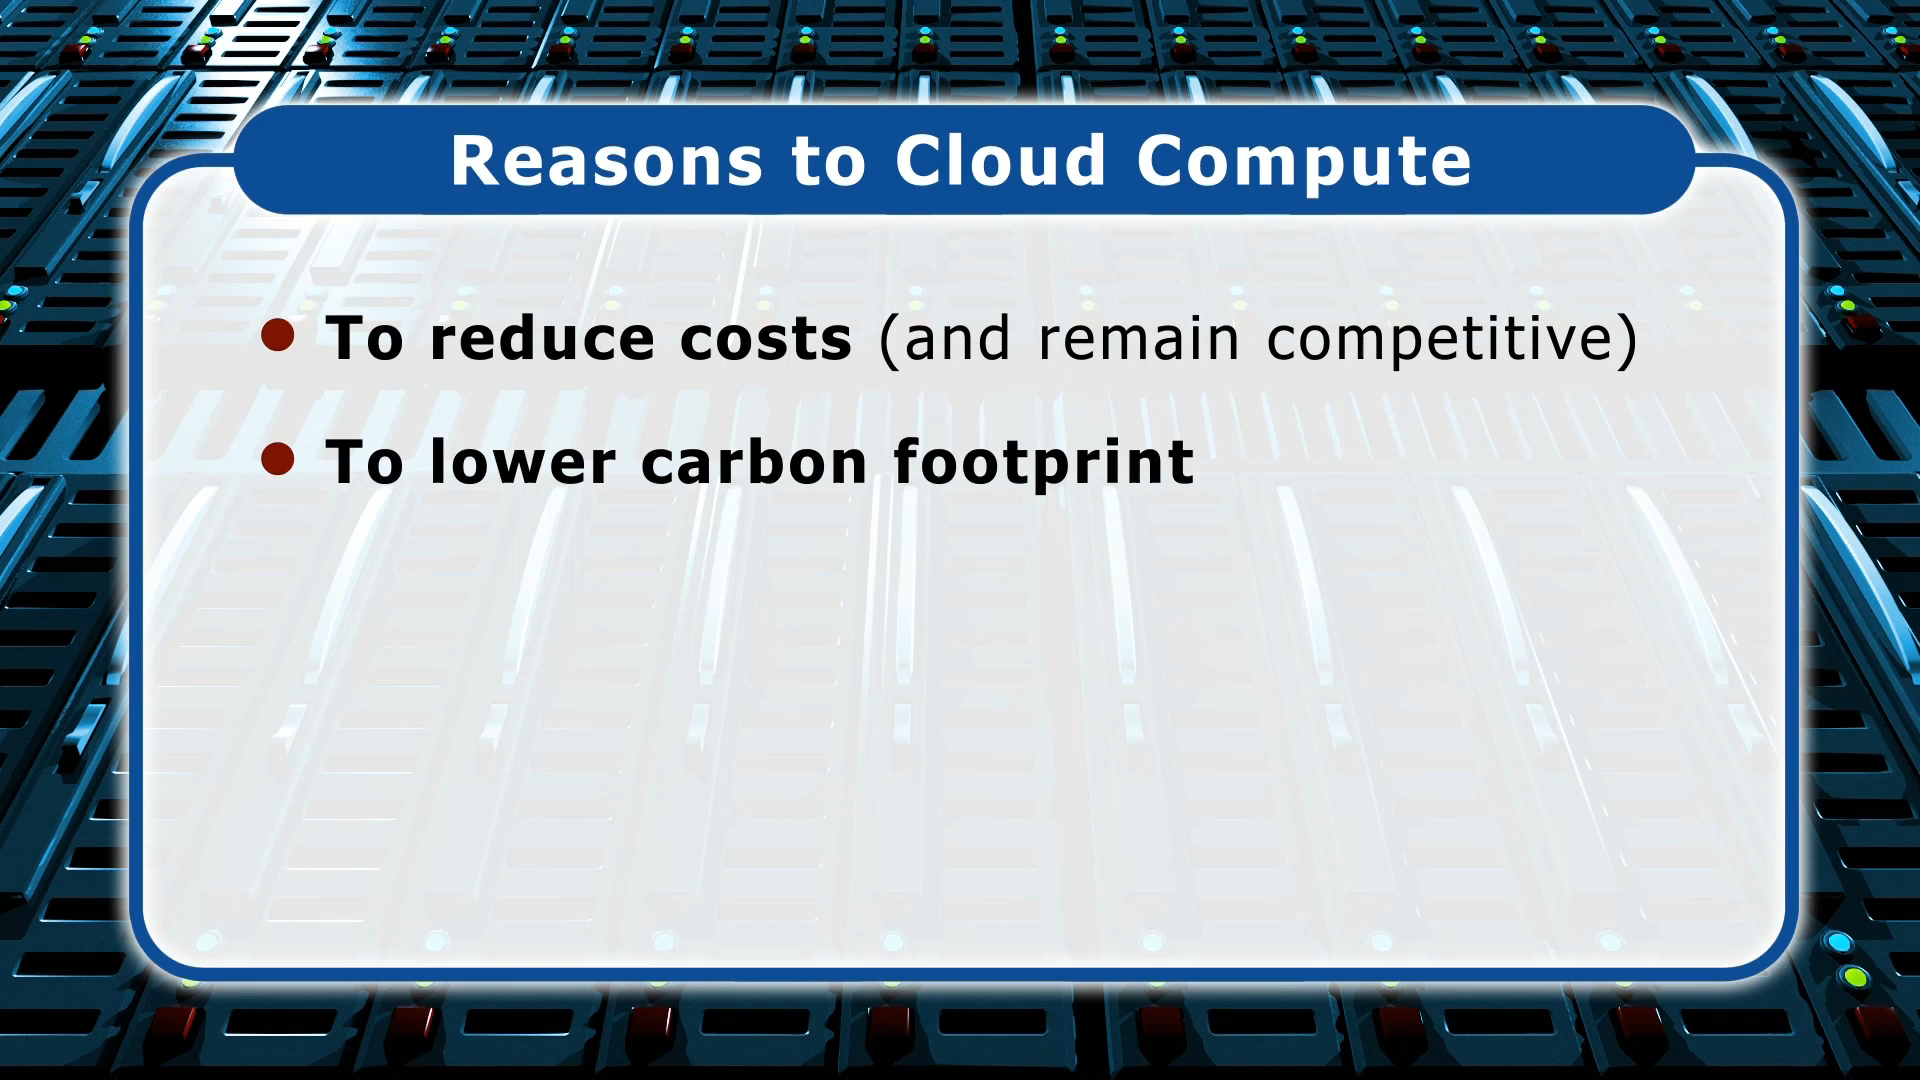 Reasons to Cloud Compute
To reduce costs (and remain competitive)
To lower carbon footprint